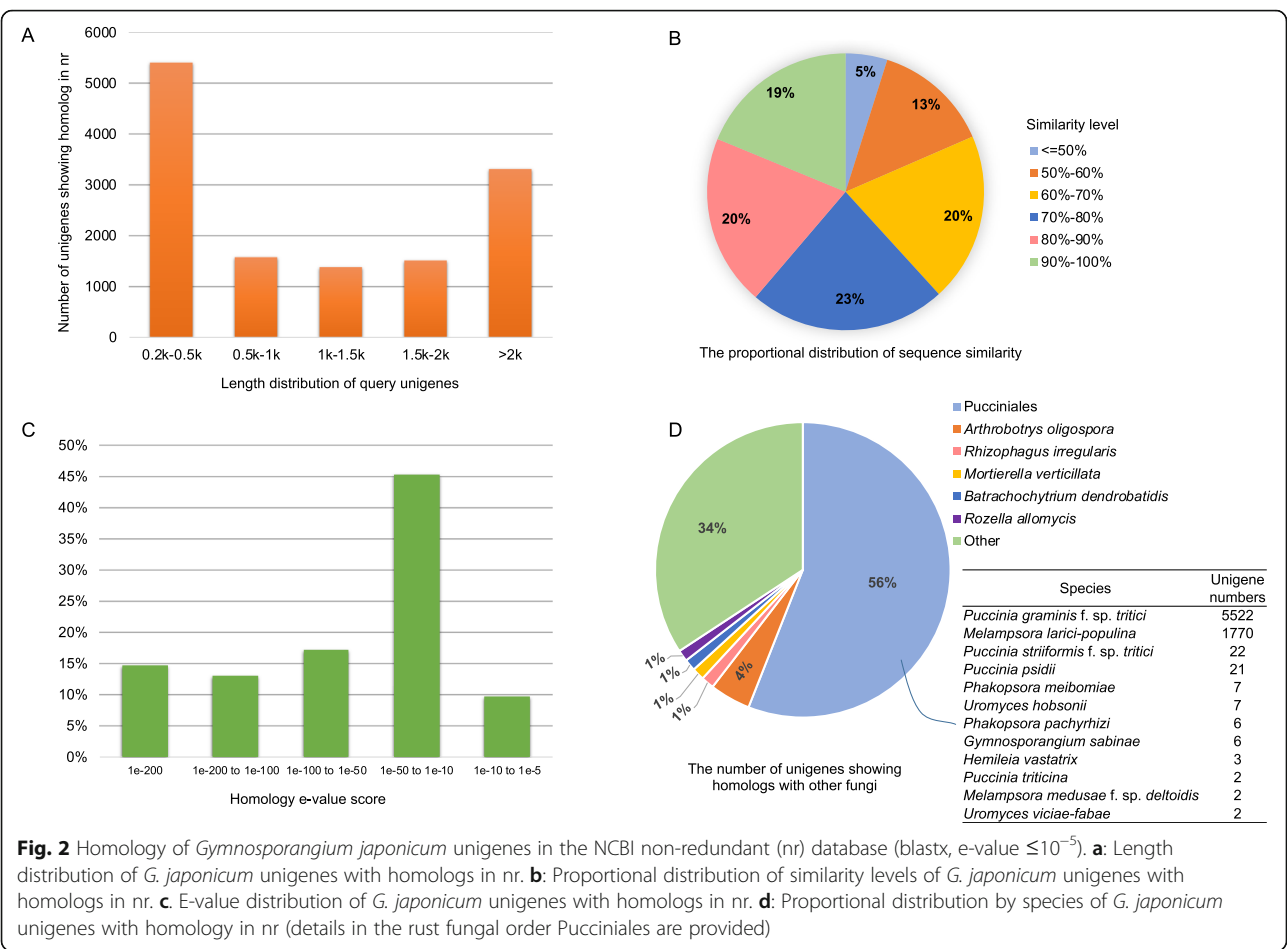 A
6000
5000
4000
3000
2000
1000
0
Number of unigenes showing homolog in nr
0.2k-0.5k 0.5k-1k 1k-1.5k 1.5k-2k >2k
Length distribution of query unigenes
B
5%
13%
20%
23%
20%
19%
Similarity level
<=50%
50%-60%
60%-70%
70%-80%
80%-90%
90%-100%
The proportional distribution of sequence similarity
C
50%
45%
40%
35%
30%
25%
20%
15%
10%
5%
0%
1e-200 1e-200 to 1e-100 1e-100 to 1e-50 1e-50 to 1e-10 1e-10 to 1e-5
Homology e-value score
D
56%
4%
1%
1%
1%
1%
34%
Pucciniales
Arthrobotrys oligospora
Rhizophagus irregularis
Mortierella verticillata
Batrachochytrium dendrobatidis
Rozella allomycis
Other
The number of unigenes showing
homologs with other fungi
Species Unigene numbers
Puccinia graminis f. sp. tritici 5522
Melampsora larici-populina 1770
Puccinia striiformis f. sp. tritici 22
Puccinia psidii 21
Phakopsora meibomiae 7
Uromyces hobsonii 7
Phakopsora pachyrhizi 6
Gymnosporangium sabinae 6
Hemileia vastatrix 3
Puccinia triticina 2
Melampsora medusae f. sp. deltoidis 2
Uromyces viciae-fabae 2
Fig. 2 Homology of Gymnosporangium japonicum unigenes in the NCBI non-redundant (nr) database (blastx, e-value ≤10⁻⁵). a: Length
distribution of G. japonicum unigenes with homologs in nr. b: Proportional distribution of similarity levels of G. japonicum unigenes with
homologs in nr. c. E-value distribution of G. japonicum unigenes with homologs in nr. d: Proportional distribution by species of G. japonicum
unigenes with homology in nr (details in the rust fungal order Pucciniales are provided)